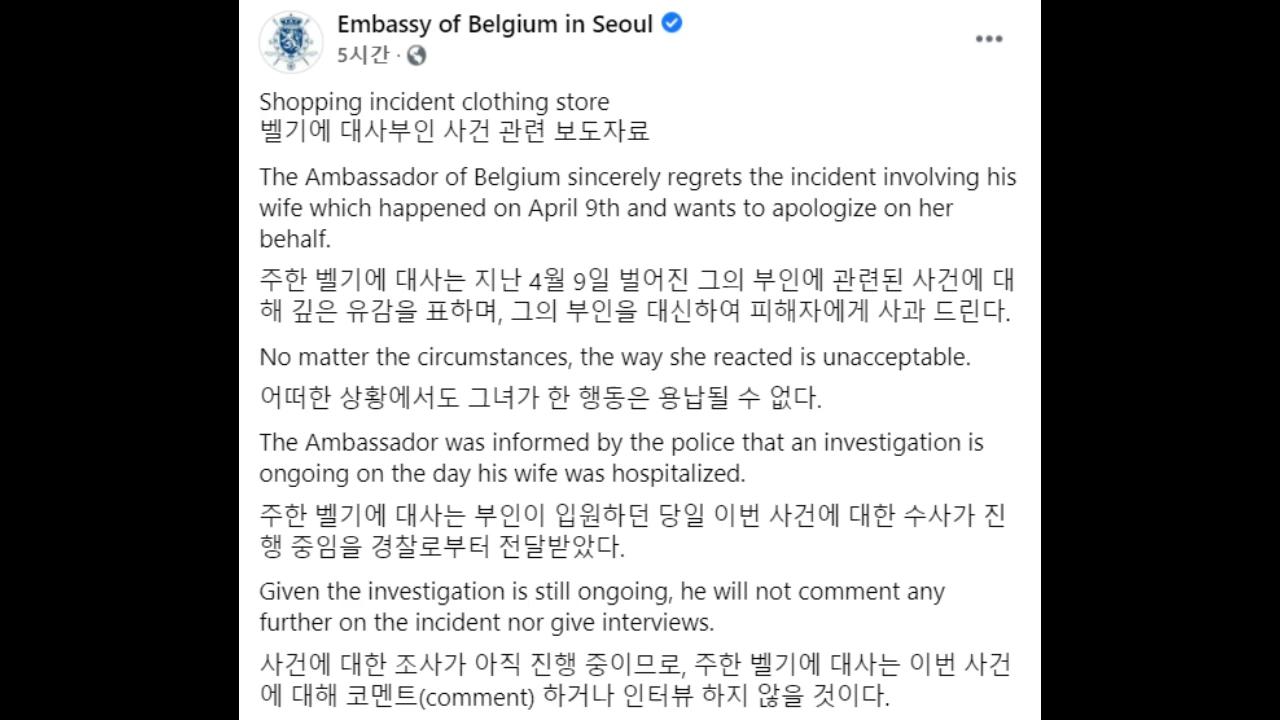 Embassy of Belgium in Seoul
5시간 ·
Shopping incident clothing store
벨기에 대사부인 사건 관련 보도자료
The Ambassador of Belgium sincerely regrets the incident involving his
wife which happened on April 9th and wants to apologize on her
behalf.
주한 벨기에 대사는 지난 4월 9일 벌어진 그의 부인에 관련된 사건에 대
해 깊은 유감을 표하며, 그의 부인을 대신하여 피해자에게 사과 드린다.
No matter the circumstances, the way she reacted is unacceptable.
어떠한 상황에서도 그녀가 한 행동은 용납될 수 없다.
The Ambassador was informed by the police that an investigation is
ongoing on the day his wife was hospitalized.
주한 벨기에 대사는 부인이 입원하던 당일 이번 사건에 대한 수사가 진
행 중임을 경찰로부터 전달받았다.
Given the investigation is still ongoing, he will not comment any
further on the incident nor give interviews.
사건에 대한 조사가 아직 진행 중이므로, 주한 벨기에 대사는 이번 사건
에 대해 코멘트(comment) 하거나 인터뷰 하지 않을 것이다.